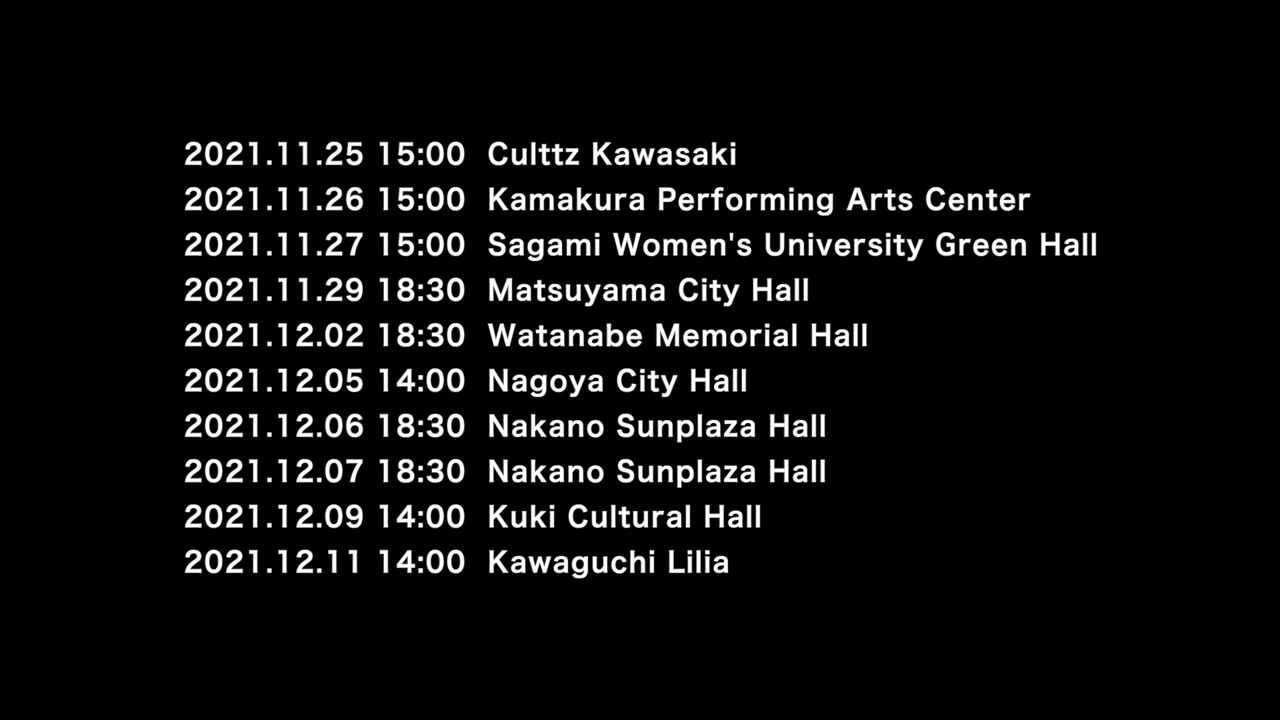 2021.11.25 15:00 Culttz Kawasaki
2021.11.26 15:00 Kamakura Performing Arts Center
2021.11.27 15:00 Sagami Women's University Green Hall
2021.11.29 18:30 Matsuyama City Hall
2021.12.02 18:30 Watanabe Memorial Hall
2021.12.05 14:00 Nagoya City Hall
2021.12.06 18:30 Nakano Sunplaza Hall
2021.12.07 18:30 Nakano Sunplaza Hall
2021.12.09 14:00 Kuki Cultural Hall
2021.12.11 14:00 Kawaguchi Lilia